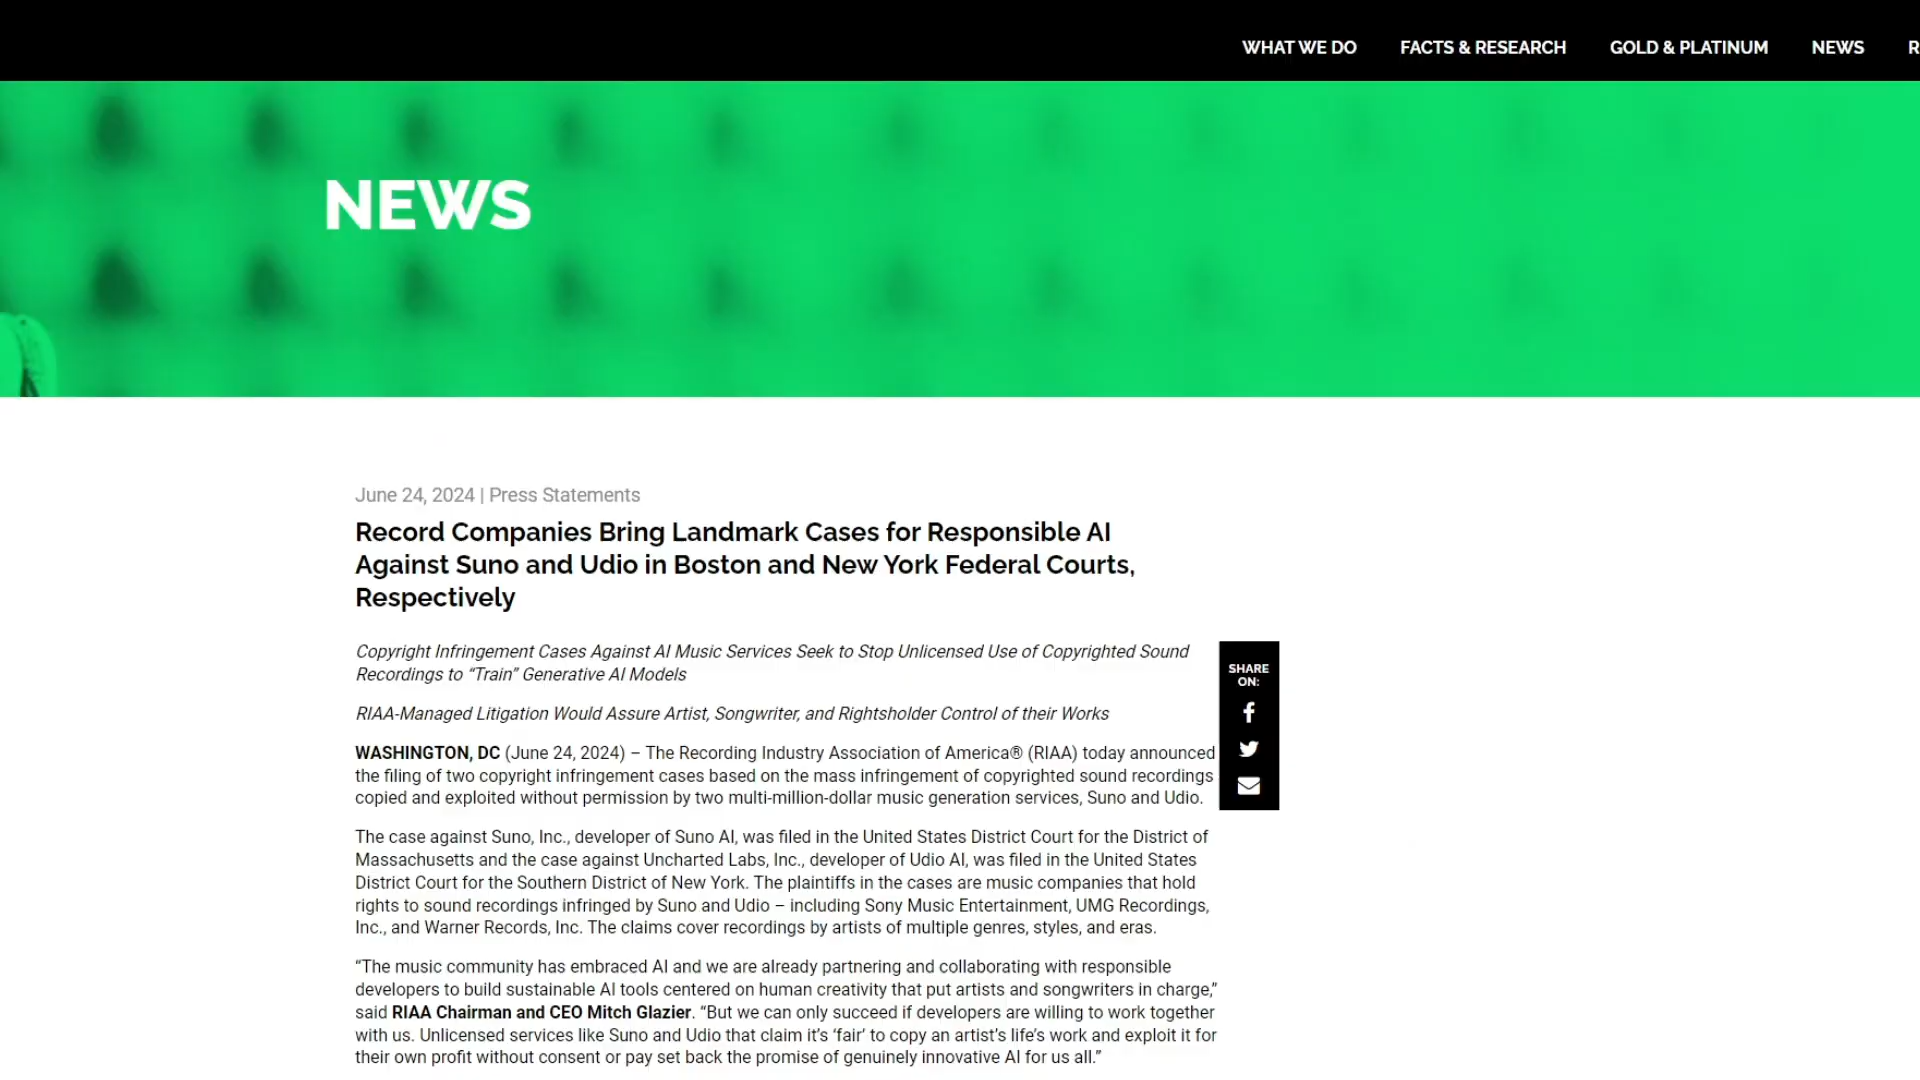 WHAT WE DO FACTS & RESEARCH GOLD & PLATINUM NEWS R
NEWS
June 24, 2024 | Press Statements
Record Companies Bring Landmark Cases for Responsible AI
Against Suno and Udio in Boston and New York Federal Courts,
Respectively
Copyright Infringement Cases Against AI Music Services Seek to Stop Unlicensed Use of Copyrighted Sound
Recordings to “Train” Generative AI Models
RIAA-Managed Litigation Would Assure Artist, Songwriter, and Rightsholder Control of their Works
SHARE
ON:
WASHINGTON, DC (June 24, 2024) – The Recording Industry Association of America® (RIAA) today announced
the filing of two copyright infringement cases based on the mass infringement of copyrighted sound recordings
copied and exploited without permission by two multi-million-dollar music generation services, Suno and Udio.
The case against Suno, Inc., developer of Suno AI, was filed in the United States District Court for the District of
Massachusetts and the case against Uncharted Labs, Inc., developer of Udio AI, was filed in the United States
District Court for the Southern District of New York. The plaintiffs in the cases are music companies that hold
rights to sound recordings infringed by Suno and Udio – including Sony Music Entertainment, UMG Recordings,
Inc., and Warner Records, Inc. The claims cover recordings by artists of multiple genres, styles, and eras.
“The music community has embraced AI and we are already partnering and collaborating with responsible
developers to build sustainable AI tools centered on human creativity that put artists and songwriters in charge,”
said RIAA Chairman and CEO Mitch Glazier. “But we can only succeed if developers are willing to work together
with us. Unlicensed services like Suno and Udio that claim it’s ‘fair’ to copy an artist’s life’s work and exploit it for
their own profit without consent or pay set back the promise of genuinely innovative AI for us all.”